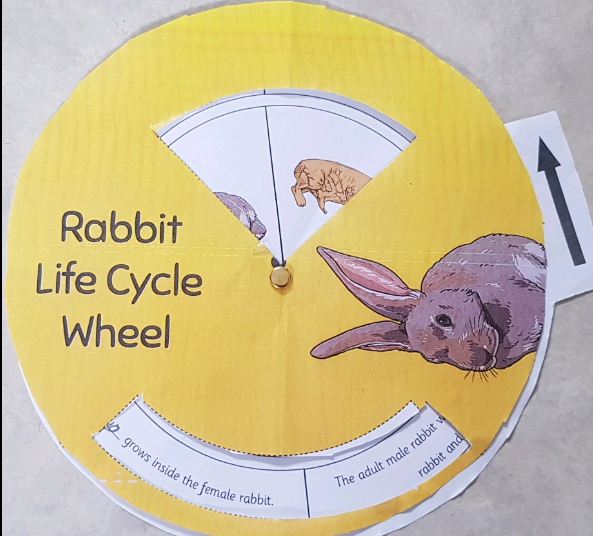 Rabbit
Life Cycle
Wheel
grows inside the female rabbit.
The adult male rabbit
rabbit and